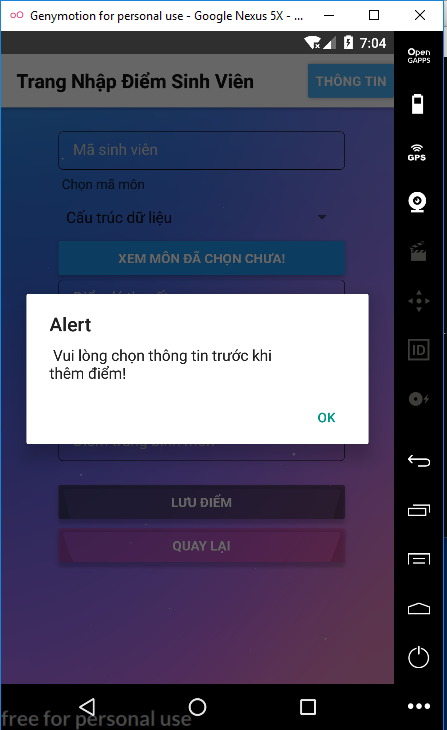 Genymotion for personal use - Google Nexus 5X - ...
7:04
Open
GAPPS
Trang Nhập Điểm Sinh Viên
THÔNG TIN
Mã sinh viên
GPS
Chọn mã môn
Cấu trúc dữ liệu
XEM MÔN ĐÃ CHỌN CHƯA!
Alert
Vui lòng chọn thông tin trước khi
thêm điểm!
ID
OK
LƯU ĐIỂM
QUAY LẠI
free for personal use